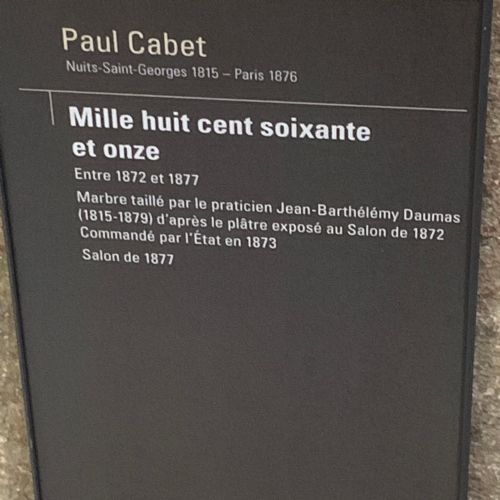 Paul Cabet
Nuits-Saint-Georges 1815 – Paris 1876
Mille huit cent soixante
et onze
Entre 1872 et 1877
Marbre taillé par le praticien Jean-Barthélémy Daumas
(1815-1879) d'après le plâtre exposé au Salon de 1872
Commandé par l'État en 1873
Salon de 1877